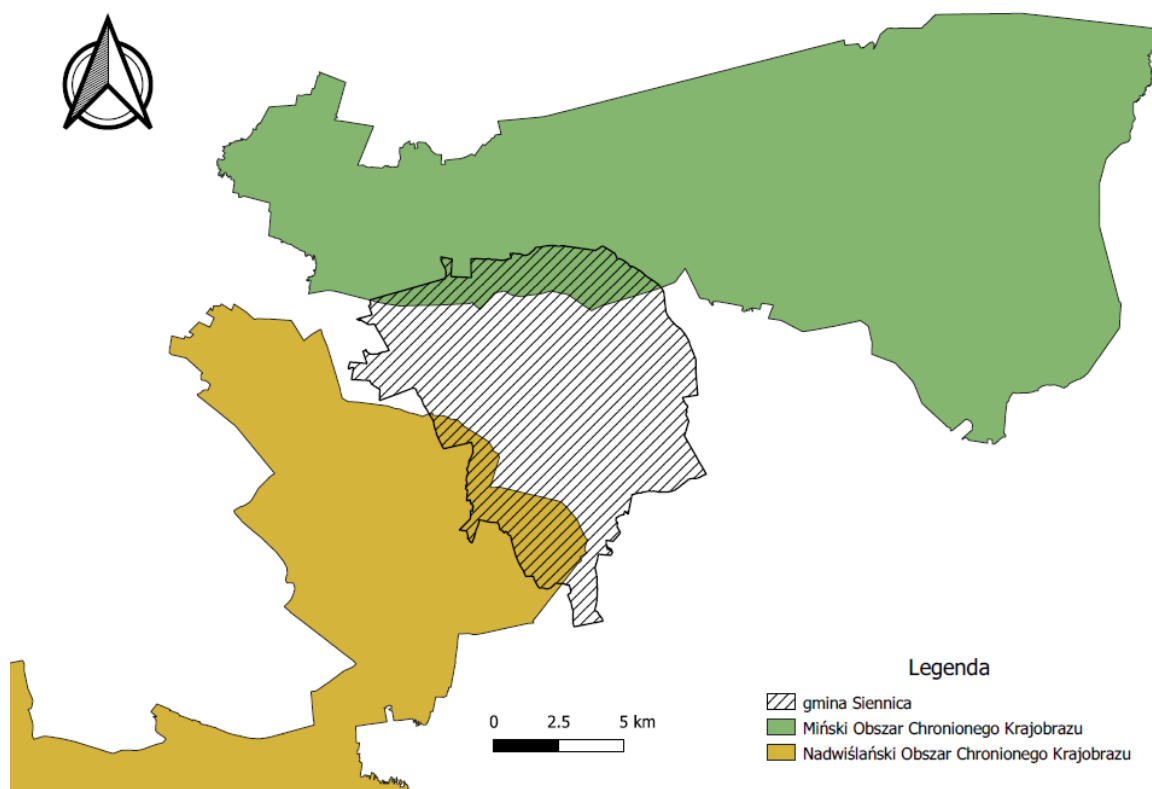 Legenda
gmina Siennica
Miński Obszar Chronionego Krajobrazu
Nadwiślański Obszar Chronionego Krajobrazu
0 2.5 5 km